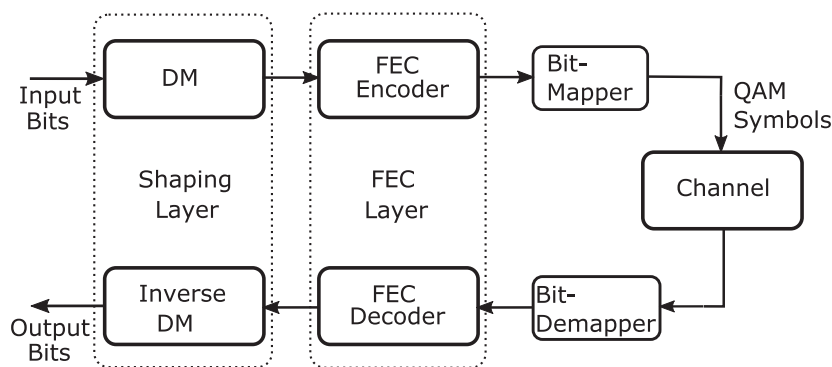 DM
FEC
Encoder
Bit-
Mapper
Input
Bits
QAM
Symbols
Shaping
Layer
FEC
Layer
Channel
Inverse
DM
FEC
Decoder
Bit-
Demapper
Output
Bits